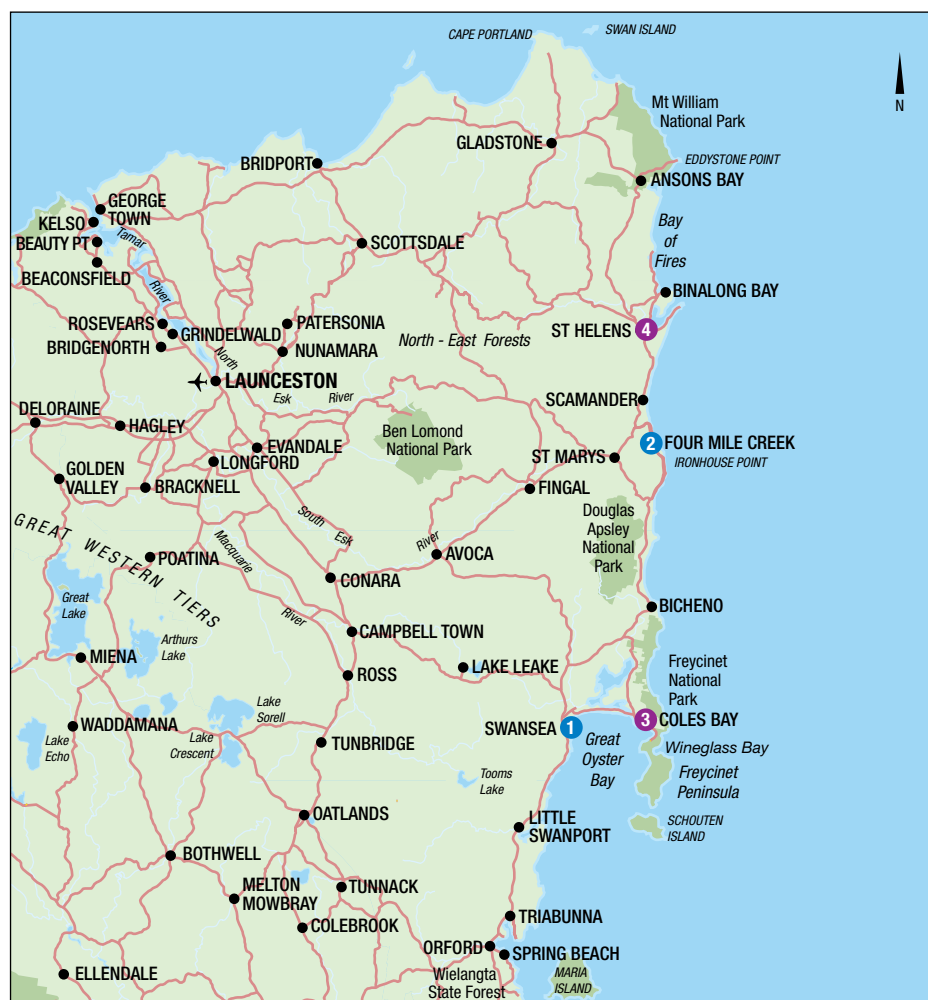 CAPE PORTLAND
SWAN ISLAND
N
Mt William
National Park
GLADSTONE
BRIDPORT
EDDYSTONE POINT
ANSONS BAY
GEORGE
TOWN
KELSO
BEAUTY PT
Tamar
River
BEACONSFIELD
SCOTTSDALE
Bay
of
Fires
BINALONG BAY
ROSEVEARS
GRINDELWALD
BRIDGENORTH
PATERSONIA
NUNAMARA
North - East Forests
ST HELENS
4
North
Esk
River
LAUNCESTON
SCAMANDER
DELORAINE
HAGLEY
Ben Lomond
National Park
2
FOUR MILE CREEK
IRONHOUSE POINT
EVANDALE
LONGFORD
ST MARYS
GOLDEN
VALLEY
BRACKNELL
FINGAL
Douglas
Apsley
National
Park
South
Esk
River
GREAT WESTERN TIERS
Macquarie
River
POATINA
AVOCA
CONARA
Great
Lake
BICHENO
Arthurs
Lake
CAMPBELL TOWN
MIENA
LAKE LEAKE
Freycinet
National
Park
ROSS
Lake
Sorell
WADDAMANA
SWANSEA
1
3
COLES BAY
Lake
Echo
Lake
Crescent
TUNBRIDGE
Great
Oyster
Bay
Wineglass Bay
Tooms
Lake
Freycinet
Peninsula
OATLANDS
LITTLE
SWANPORT
SCHOUTEN
ISLAND
BOTHWELL
MELTON
MOWBRAY
TUNNACK
COLEBROOK
TRIABUNNA
ORFORD
SPRING BEACH
ELLENDALE
Wielangta
State Forest
MARIA
ISLAND